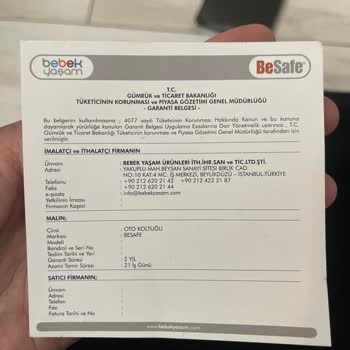 bebek yaşam
BeSafe®
T.C.
GÜMRÜK ve TİCARET BAKANLIĞI
TÜKETİCİNİN KORUNMASI ve PİYASA GÖZETİMİ GENEL MÜDÜRLÜĞÜ
- GARANTİ BELGESİ -
Bu belgenin kullanılmasına ; 4077 sayılı Tüketicinin Korunması Hakkında Kanun ve bu kanuna
dayanılarak yürürlüğe konulan Garanti Belgesi Uygulama Esaslarına Dair Yönetmelik uyarınca , T.C.
Gümrük ve Ticaret Bakanlığı Tüketicinin Korunması ve Piyasa Gözetimi Genel Müdürlüğü tarafından izin
verilmiştir.
İMALATÇI ve İTHALATÇI FİRMANIN
Ünvanı : BEBEK YAŞAM ÜRÜNLERİ İTH.İHR.SAN ve TİC.LTD.ŞTİ.
Adresi : YAKUPLU MAH.BEYSAN SANAYİ SİTESİ BİRLİK CAD.
NO:10 KAT:4 MC. İŞ MERKEZİ, BEYLİKDÜZÜ – İSTANBUL-TÜRKİYE
Telefonu : +90 212 620 21 42 +90 212 422 21 87
Faks : +90 212 620 21 44
e-posta : info@bebekyasam.com
Yetkilinin İmzası :
Firmanın Kaşesi :
MALIN;
Cinsi : OTO KOLTUĞU
Markası : BESAFE
Modeli :
Bandrol ve Seri No :
Teslim Tarihi ve Yeri :
Garanti Süresi : 2 YIL
Azami Tamir Süresi : 21 İş Günü
SATICI FİRMANIN;
Ünvanı :
Adresi :
Telefon :
Fax :
Fatura Tarihi ve No :
www.bebekyasam.com